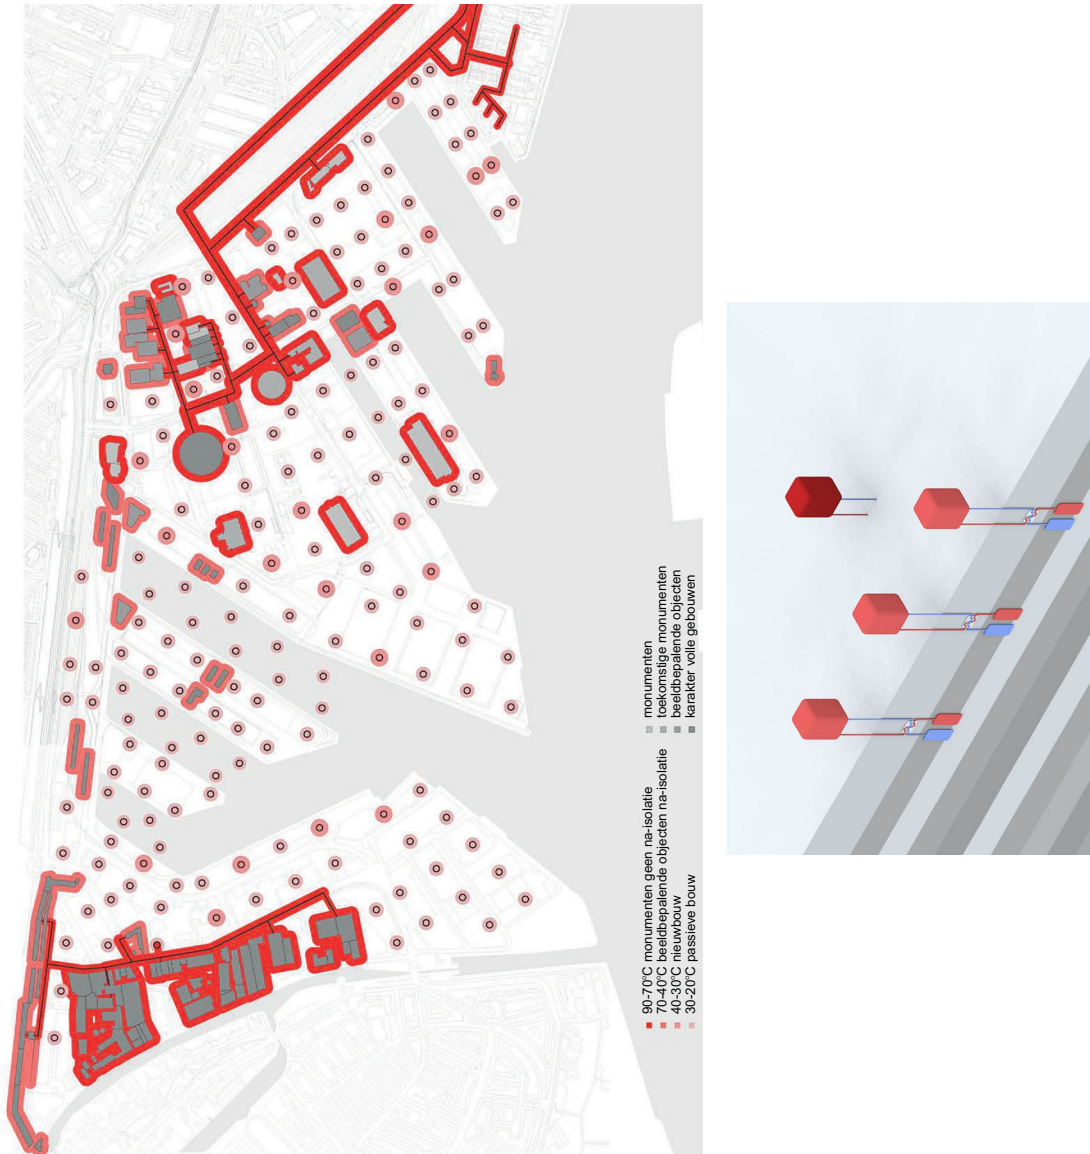 90-70°C monumenten geen na-isolatie
70-40°C beeldbepalende objecten na-isolatie
40-30°C nieuwbouw
30-20°C passieve bouw
monumenten
toekomstige monumenten
beeldbepalende objecten
karakter volle gebouwen